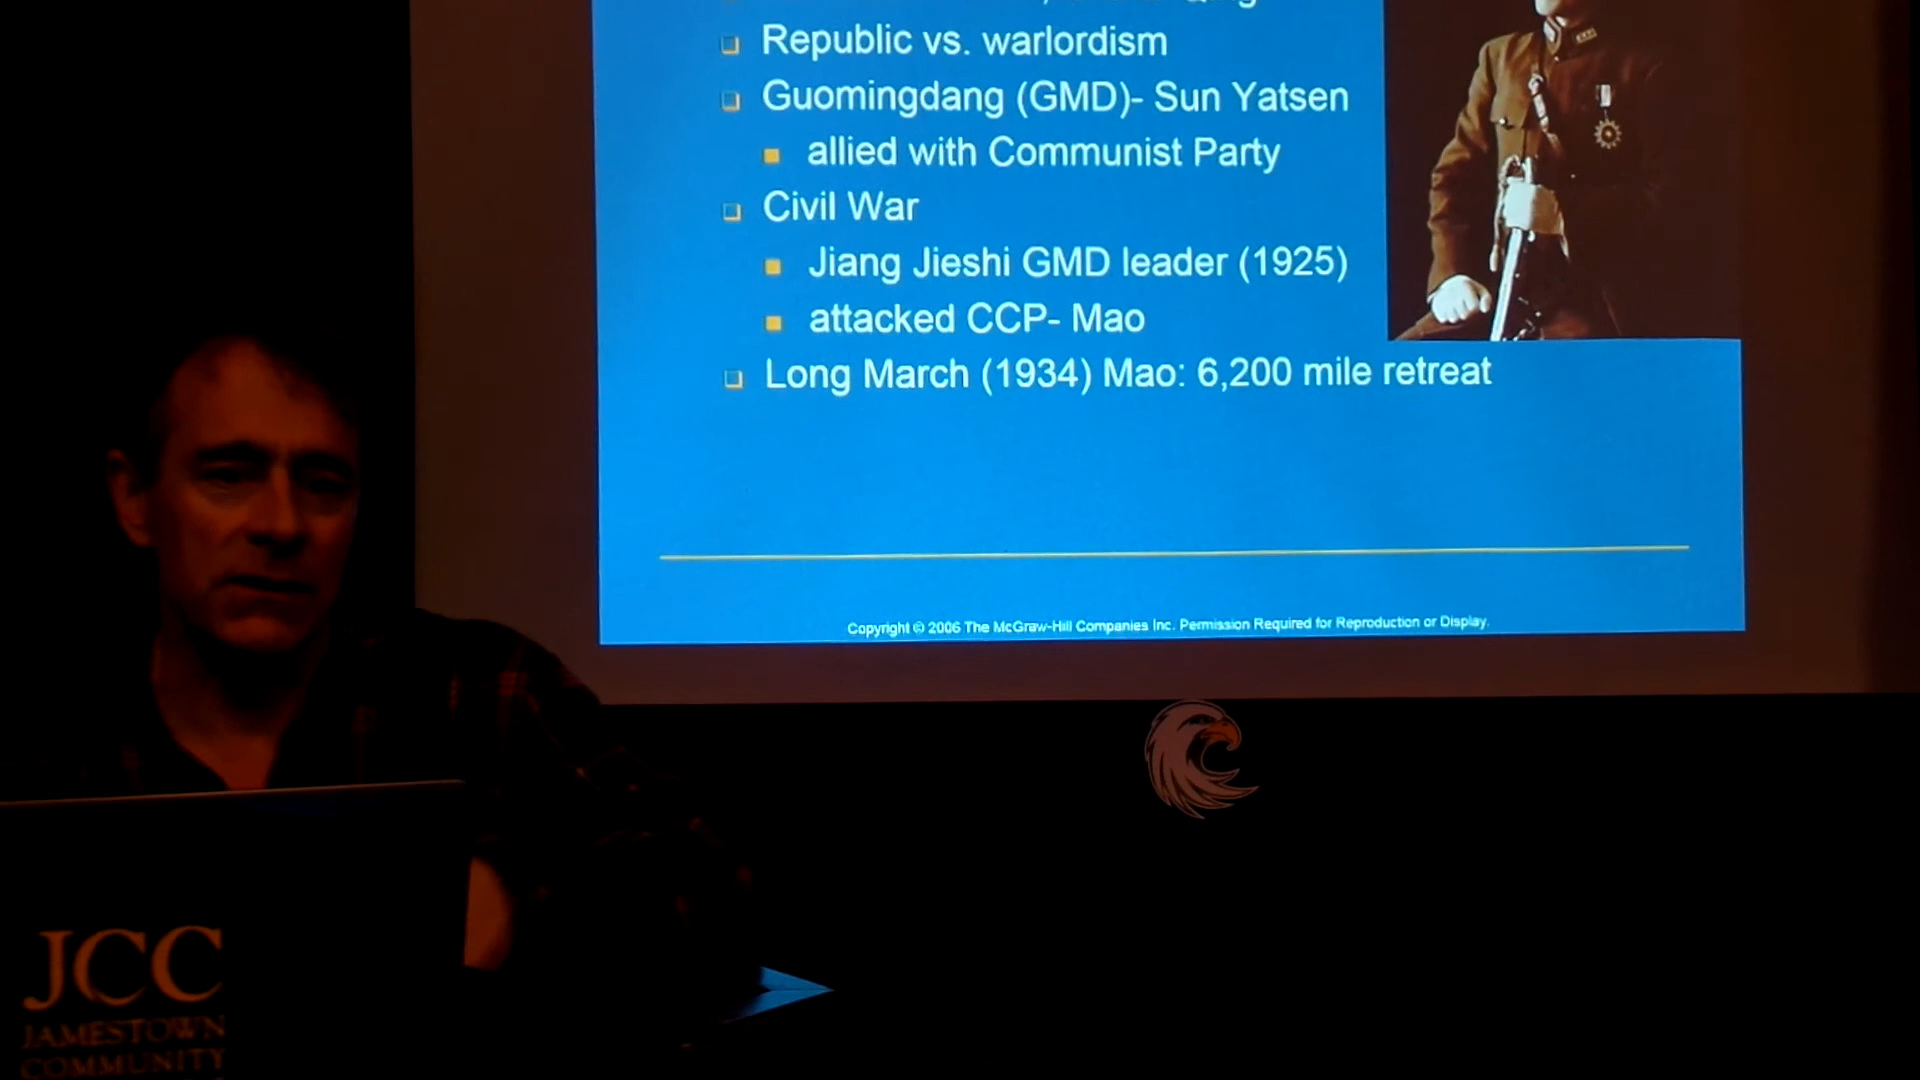 Republic vs. warlordism
Guomingdang (GMD)- Sun Yatsen
allied with Communist Party
Civil War
Jiang Jieshi GMD leader (1925)
attacked CCP- Mao
Long March (1934) Mao: 6,200 mile retreat
Copyright © 2006 The McGraw-Hill Companies Inc. Permission Required for Reproduction or Display.
JCC
JAMESTOWN
COMMUNITY